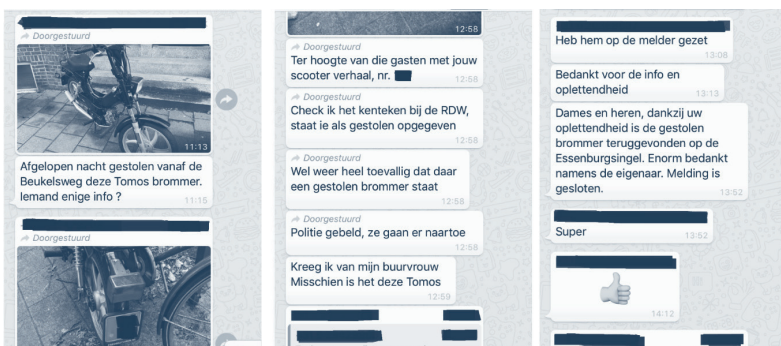 Doorgestuurd
11:13
Afgelopen nacht gestolen vanaf de
Beukelsweg deze Tomos brommer.
Iemand enige info ?
11:15
Doorgestuurd
12:58
Doorgestuurd
Ter hoogte van die gasten met jouw
scooter verhaal, nr.
12:58
Doorgestuurd
Check ik het kenteken bij de RDW,
staat ie als gestolen opgegeven
12:58
Doorgestuurd
Wel weer heel toevallig dat daar
een gestolen brommer staat
12:58
Doorgestuurd
Politie gebeld, ze gaan er naartoe
12:58
Kreeg ik van mijn buurvrouw
Misschien is het deze Tomos
12:59
Heb hem op de melder gezet
13:06
Bedankt voor de info en
oplettendheid
13:13
Dames en heren, dankzij uw
oplettendheid is de gestolen
brommer teruggevonden op de
Essenburgsingel. Enorm bedankt
namens de eigenaar. Melding is
gesloten.
13:52
Super
13:52
14:12